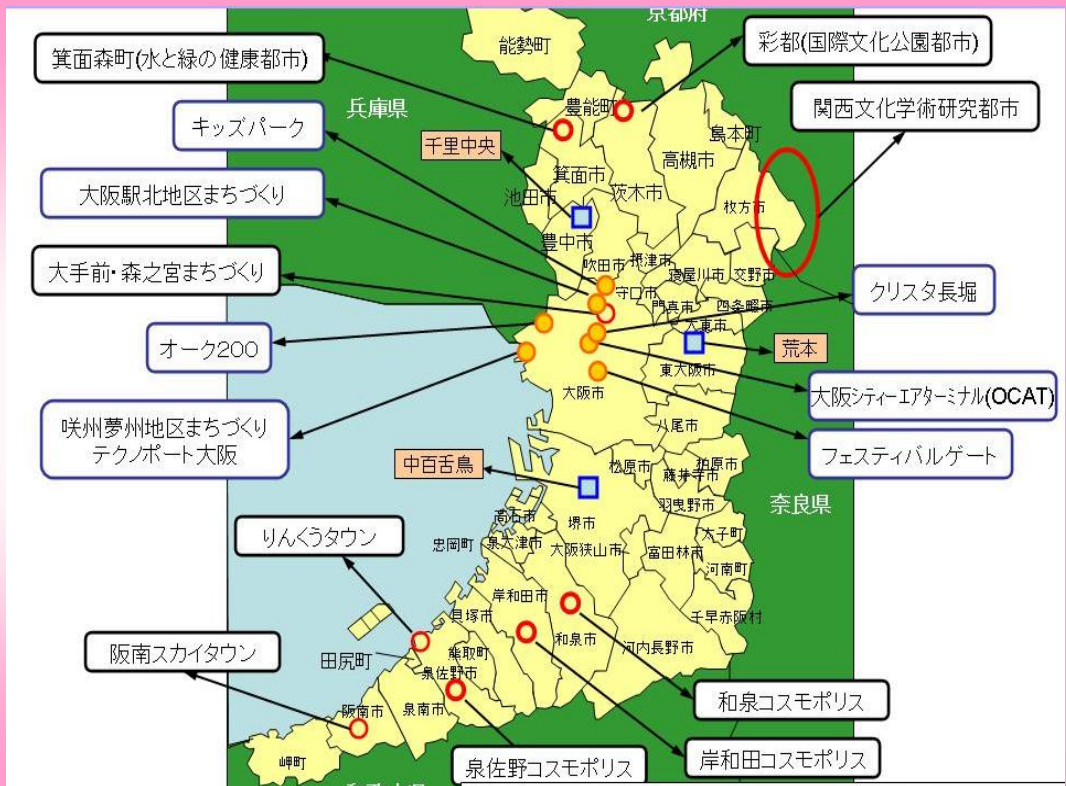 京都府
能勢町
箕面森町(水と緑の健康都市)
彩都(国際文化公園都市)
兵庫県
豊能町
関西文化学術研究都市
キッズパーク
千里中央
島本町
高槻市
箕面市
茨木市
池田市
枚方市
大阪駅北地区まちづくり
豊中市
吹田市
摂津市
寝屋川市
交野市
大手前・森之宮まちづくり
守口市
門真市
四条畷市
クリスタ長堀
大東市
オーク200
荒本
東大阪市
大阪市
大阪シティーエアターミナル(OCAT)
咲州夢州地区まちづくり
テクノポート大阪
八尾市
フェスティバルゲート
中百舌鳥
松原市
柏原市
藤井寺市
羽曳野市
奈良県
高石市
堺市
太子町
りんくうタウン
忠岡町
泉大津市
大阪狭山市
富田林市
河南町
岸和田市
貝塚市
千早赤阪村
和泉市
河内長野市
阪南スカイタウン
田尻町
熊取町
泉佐野市
和泉コスモポリス
阪南市
泉南市
岸和田コスモポリス
泉佐野コスモポリス
岬町